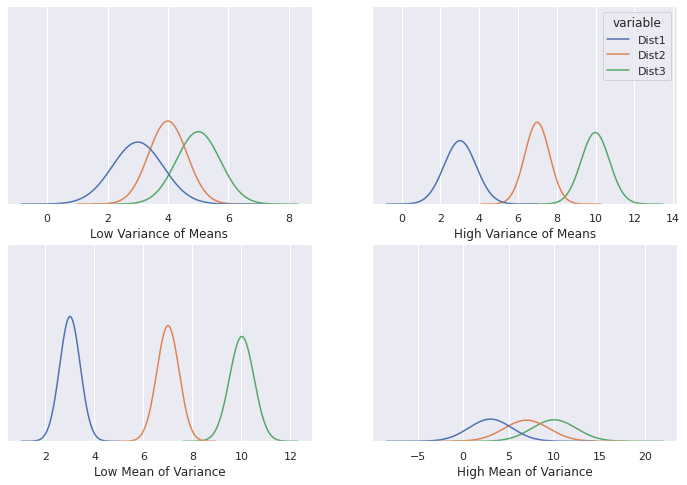 0 2 4 6 8
Low Variance of Means
variable
Dist1
Dist2
Dist3
0 2 4 6 8 10 12 14
High Variance of Means
2 4 6 8 10 12
Low Mean of Variance
−5 0 5 10 15 20
High Mean of Variance